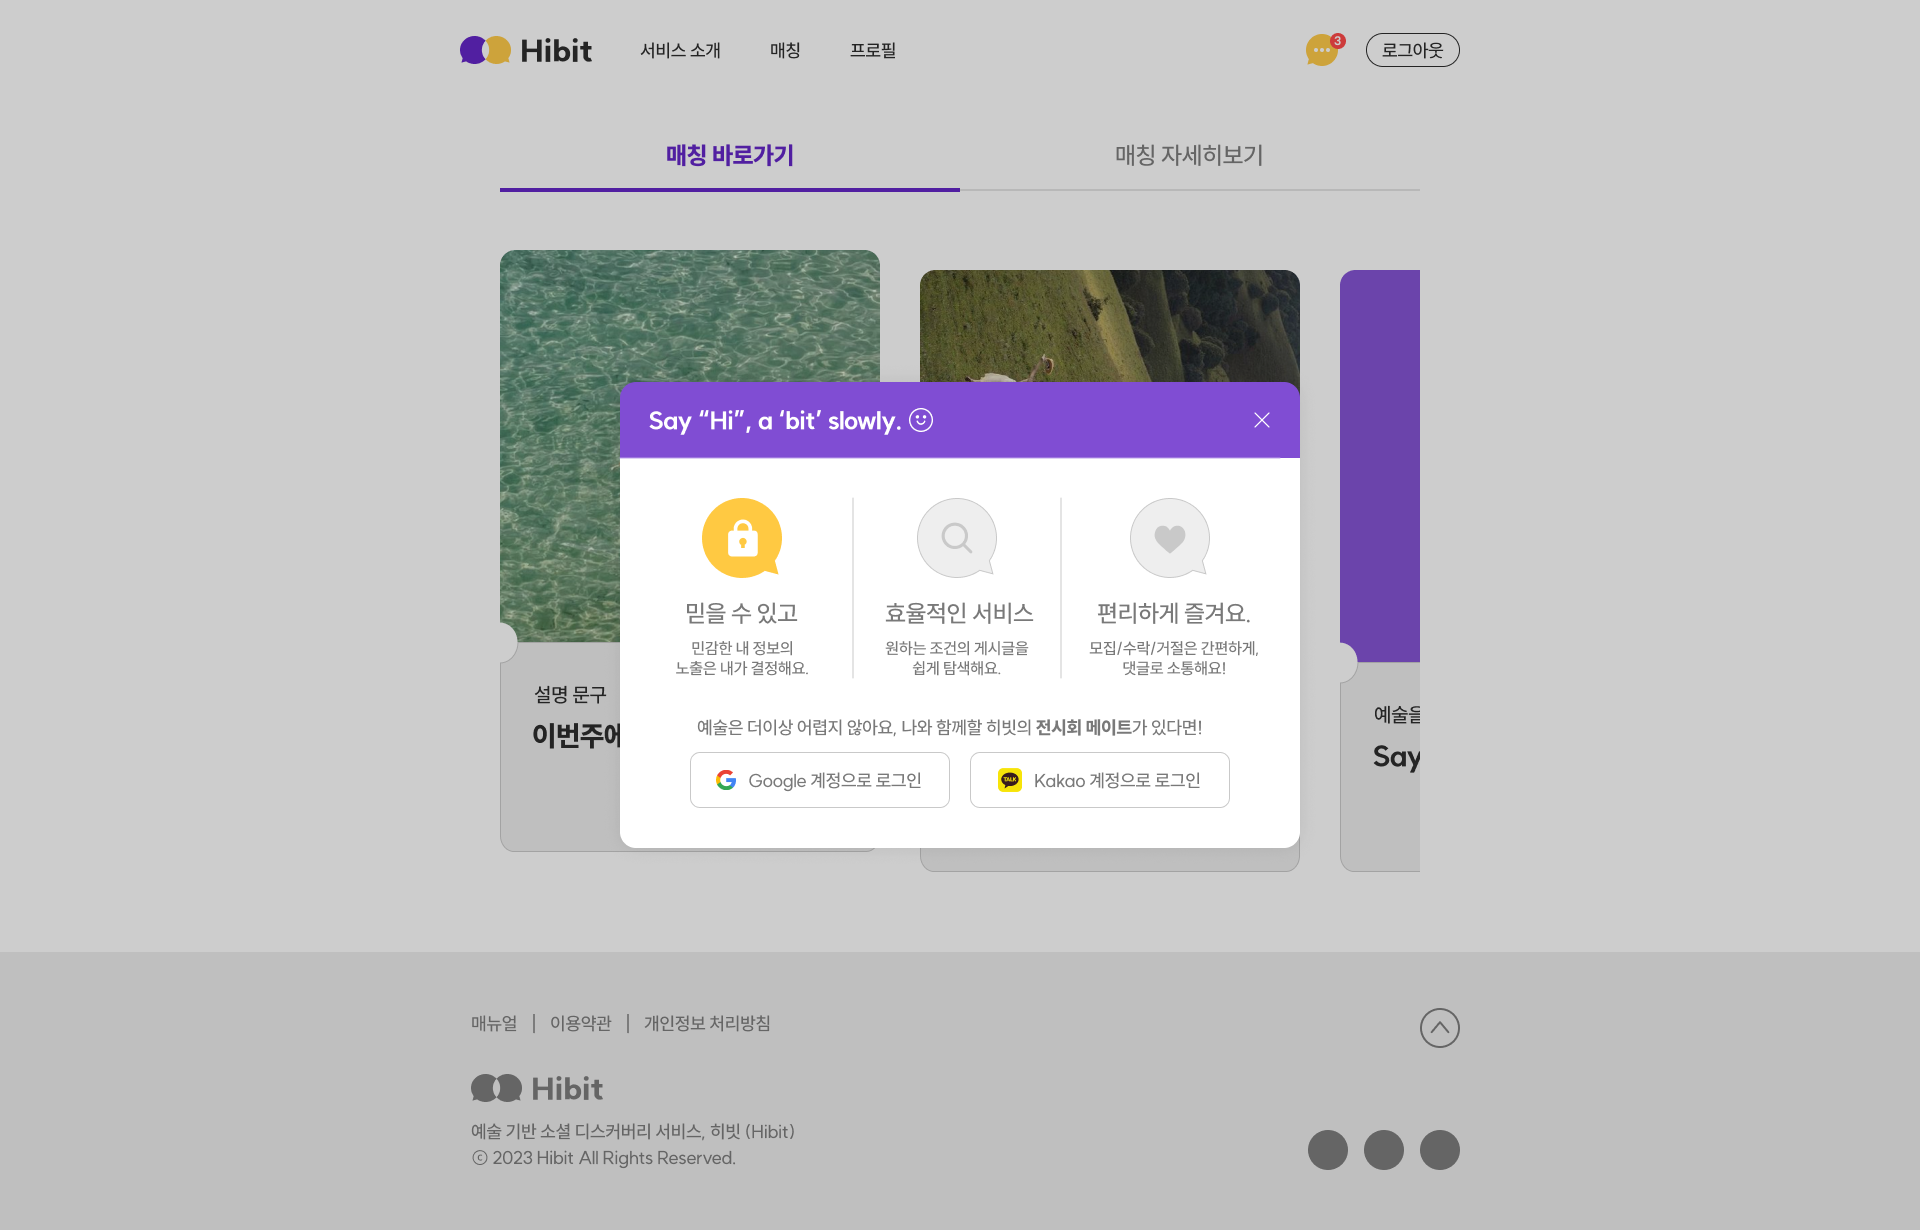 Hibit
서비스 소개
매칭
프로필
3
로그아웃
매칭 바로가기
매칭 자세히보기
Say “Hi”, a ‘bit’ slowly.
믿을 수 있고
민감한 내 정보의
노출은 내가 결정해요.
효율적인 서비스
원하는 조건의 게시글을
쉽게 탐색해요.
편리하게 즐겨요.
모집/수락/거절은 간편하게,
댓글로 소통해요!
예술은 더이상 어렵지 않아요, 나와 함께할 히빗의 전시회 메이트가 있다면!
Google 계정으로 로그인
TALK
Kakao 계정으로 로그인
설명 문구
이번주에
예술을
Say
매뉴얼 | 이용약관 | 개인정보 처리방침
Hibit
예술 기반 소셜 디스커버리 서비스, 히빗 (Hibit)
ⓒ 2023 Hibit All Rights Reserved.